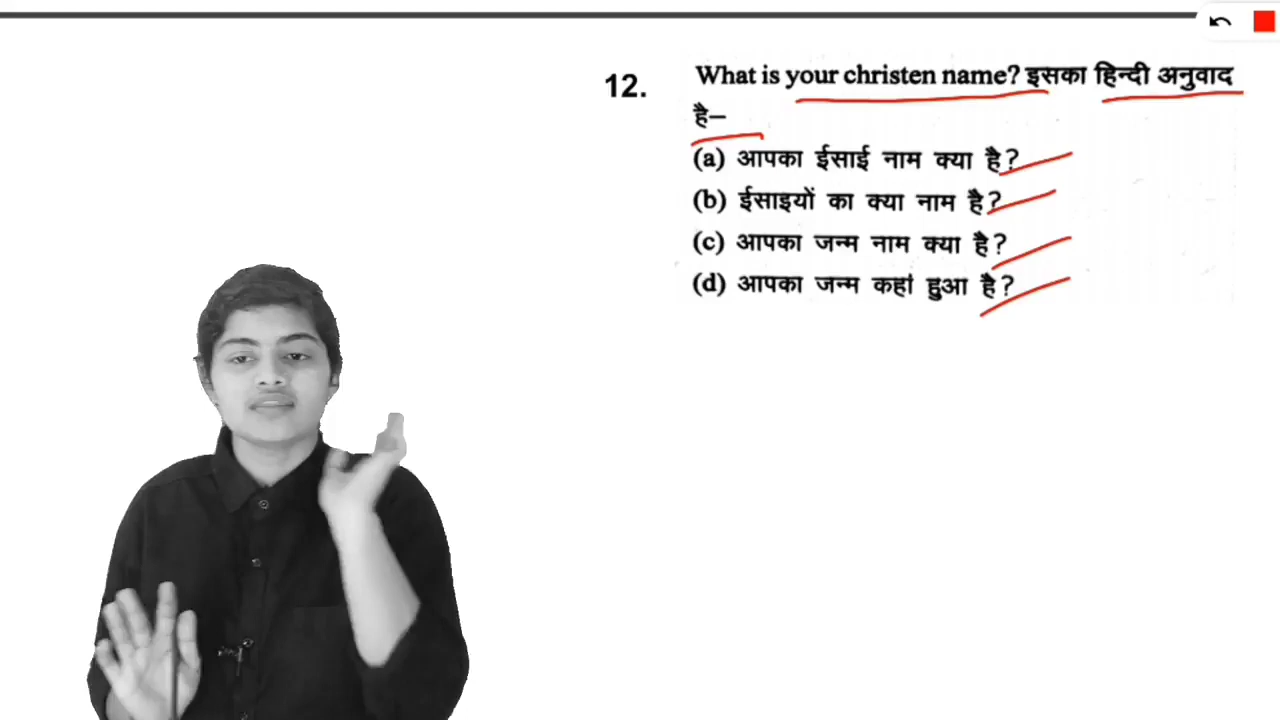 12. What is your christen name? इसका हिन्दी अनुवाद
है–
(a) आपका ईसाई नाम क्या है?
(b) ईसाइयों का क्या नाम है?
(c) आपका जन्म नाम क्या है?
(d) आपका जन्म कहां हुआ है?